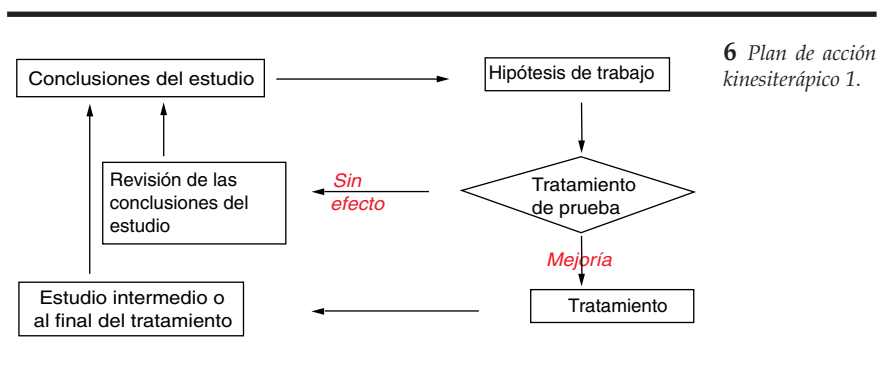 6 Plan de acción
kinesiterápico 1.
Conclusiones del estudio
Hipótesis de trabajo
Revisión de las
conclusiones del
estudio
Sin
efecto
Tratamiento
de prueba
Mejoría
Estudio intermedio o
al final del tratamiento
Tratamiento